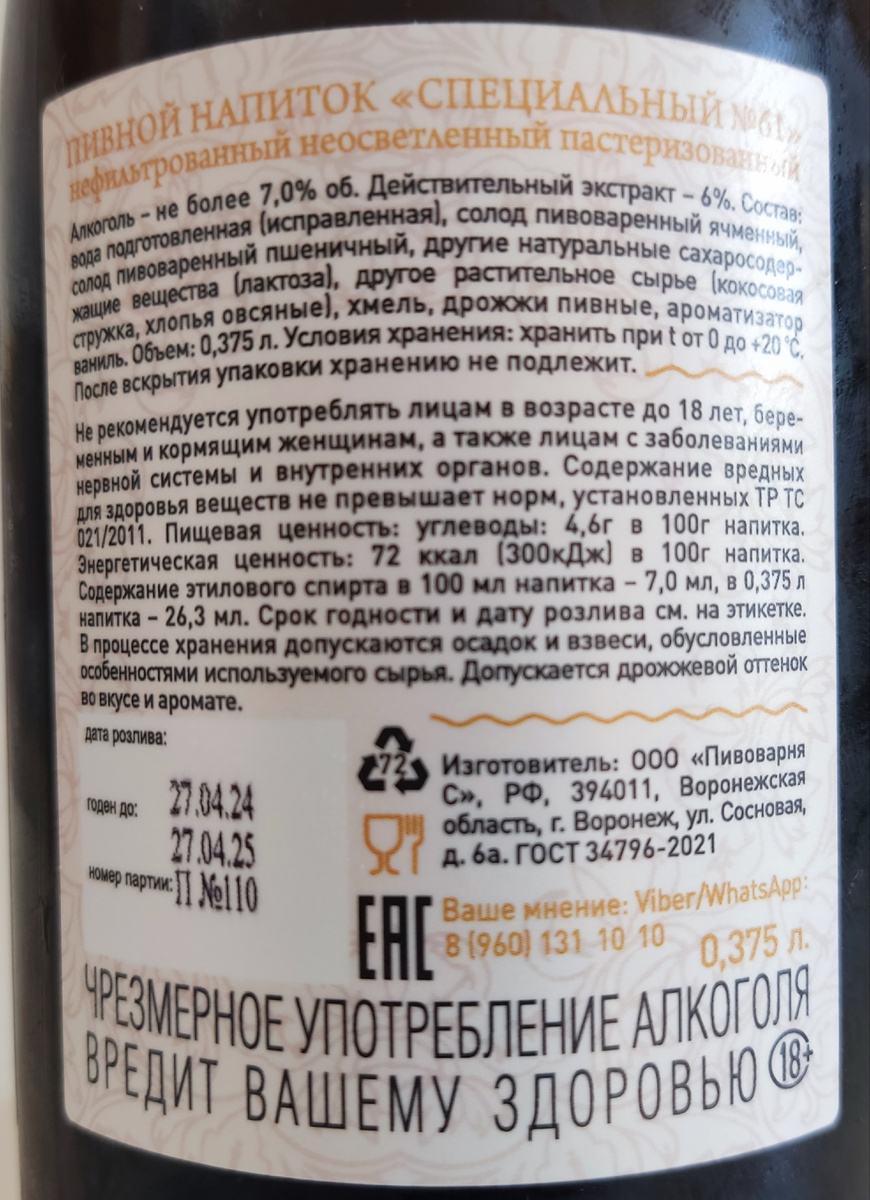 ПИВНОЙ НАПИТОК «СПЕЦИАЛЬНЫЙ №61»
нефильтрованный неосветленный пастеризованный
Алкоголь – не более 7,0% об. Действительный экстракт – 6%. Состав:
вода подготовленная (исправленная), солод пивоваренный ячменный,
солод пивоваренный пшеничный, другие натуральные сахаросодер-
жащие вещества (лактоза), другое растительное сырье (кокосовая
стружка, хлопья овсяные), хмель, дрожжи пивные, ароматизатор
ваниль. Объем: 0,375 л. Условия хранения: хранить при t от 0 до +20 °С.
После вскрытия упаковки хранению не подлежит.
Не рекомендуется употреблять лицам в возрасте до 18 лет, бере-
менным и кормящим женщинам, а также лицам с заболеваниями
нервной системы и внутренних органов. Содержание вредных
для здоровья веществ не превышает норм, установленных ТР ТС
021/2011. Пищевая ценность: углеводы: 4,6г в 100г напитка.
Энергетическая ценность: 72 ккал (300кДж) в 100г напитка.
Содержание этилового спирта в 100 мл напитка – 7,0 мл, в 0,375 л
напитка – 26,3 мл. Срок годности и дату розлива см. на этикетке.
В процессе хранения допускаются осадок и взвеси, обусловленные
особенностями используемого сырья. Допускается дрожжевой оттенок
во вкусе и аромате.
дата розлива:
27.04.24
годен до:
27.04.25
номер партии: П №110
72
Изготовитель: ООО «Пивоварня
С», РФ, 394011, Воронежская
область, г. Воронеж, ул. Сосновая,
д. 6а. ГОСТ 34796-2021
EAC
Ваше мнение: Viber/WhatsApp:
8 (960) 131 10 10
0,375 л.
ЧРЕЗМЕРНОЕ УПОТРЕБЛЕНИЕ АЛКОГОЛЯ
ВРЕДИТ ВАШЕМУ ЗДОРОВЬЮ 18+